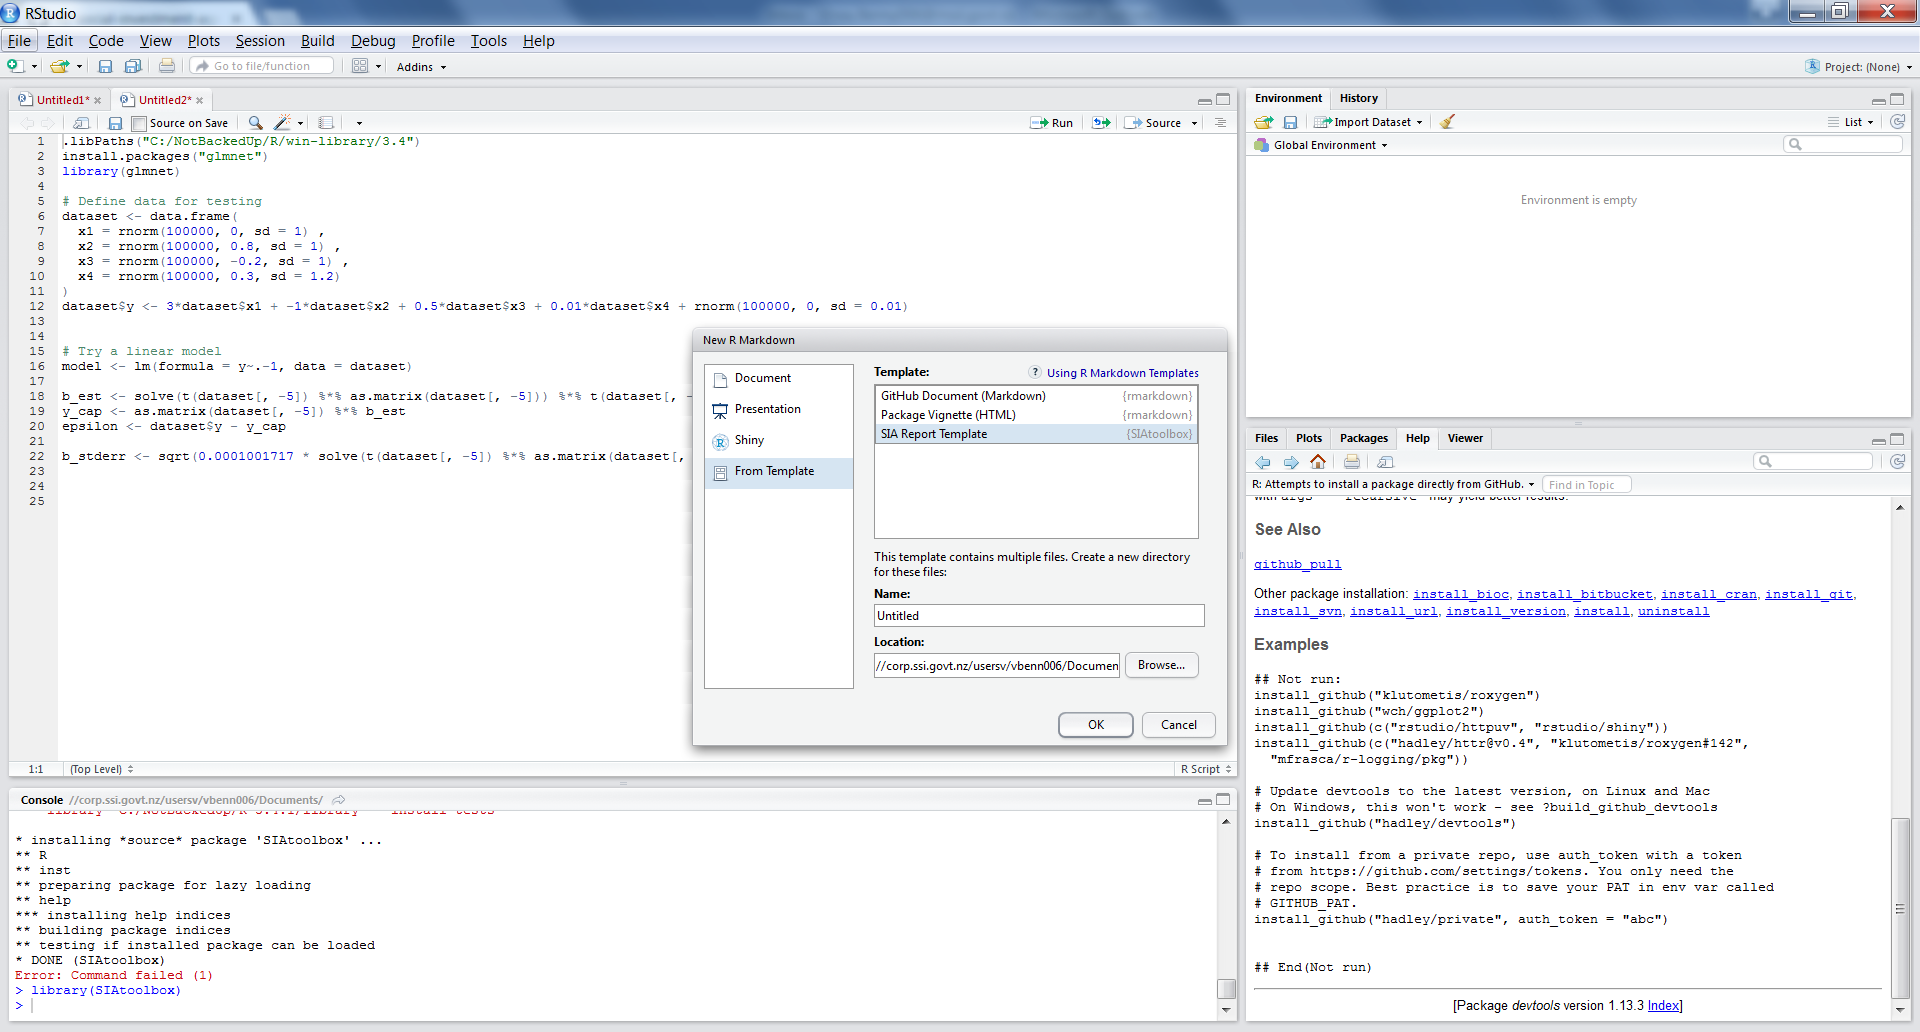 RStudio
File Edit Code View Plots Session Build Debug Profile Tools Help
Go to file/function Addins Project: (None)
Untitled1* Untitled2*
Source on Save Run Source
1 .libPaths("C:/NotBackedUp/R/win-library/3.4")
2 install.packages("glmnet")
3 library(glmnet)
4
5 # Define data for testing
6 dataset <- data.frame(
7 x1 = rnorm(100000, 0, sd = 1) ,
8 x2 = rnorm(100000, 0.8, sd = 1) ,
9 x3 = rnorm(100000, -0.2, sd = 1) ,
10 x4 = rnorm(100000, 0.3, sd = 1.2)
11 )
12 dataset$y <- 3*dataset$x1 + -1*dataset$x2 + 0.5*dataset$x3 + 0.01*dataset$x4 + rnorm(100000, 0, sd = 0.01)
13
14
15 # Try a linear model
16 model <- lm(formula = y~.-1, data = dataset)
17
18 b_est <- solve(t(dataset[, -5]) %*% as.matrix(dataset[, -5])) %*% t(dataset[, -
19 y_cap <- as.matrix(dataset[, -5]) %*% b_est
20 epsilon <- dataset$y - y_cap
21
22 b_stderr <- sqrt(0.0001001717 * solve(t(dataset[, -5]) %*% as.matrix(dataset[,
23
24
25
1:1 (Top Level) R Script
New R Markdown
Document
Presentation
Shiny
From Template
Template: ? Using R Markdown Templates
GitHub Document (Markdown) {rmarkdown}
Package Vignette (HTML) {rmarkdown}
SIA Report Template {SIAtoolbox}
This template contains multiple files. Create a new directory
for these files:
Name:
Untitled
Location:
//corp.ssi.govt.nz/usersv/vbenn006/Documen Browse...
OK Cancel
Console //corp.ssi.govt.nz/usersv/vbenn006/Documents/
* installing *source* package 'SIAtoolbox' ...
** R
** inst
** preparing package for lazy loading
** help
*** installing help indices
** building package indices
** testing if installed package can be loaded
* DONE (SIAtoolbox)
Error: Command failed (1)
> library(SIAtoolbox)
>
Environment History
Import Dataset List
Global Environment
Environment is empty
Files Plots Packages Help Viewer
R: Attempts to install a package directly from GitHub. Find in Topic
See Also
github_pull
Other package installation: install_bioc, install_bitbucket, install_cran, install_git,
install_svn, install_url, install_version, install, uninstall
Examples
## Not run:
install_github("klutometis/roxygen")
install_github("wch/ggplot2")
install_github(c("rstudio/httpuv", "rstudio/shiny"))
install_github(c("hadley/httr@v0.4", "klutometis/roxygen#142",
"mfrasca/r-logging/pkg"))
# Update devtools to the latest version, on Linux and Mac
# On Windows, this won't work - see ?build_github_devtools
install_github("hadley/devtools")
# To install from a private repo, use auth_token with a token
# from https://github.com/settings/tokens. You only need the
# repo scope. Best practice is to save your PAT in env var called
# GITHUB_PAT.
install_github("hadley/private", auth_token = "abc")
## End(Not run)
[Package devtools version 1.13.3 Index]